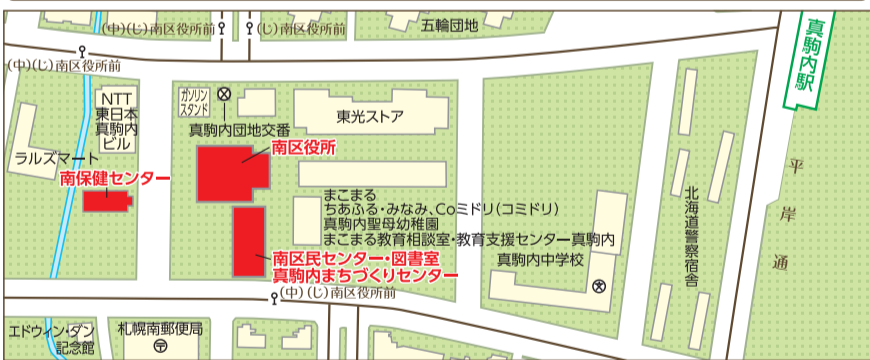 (中)(じ)南区役所前
(じ)南区役所前
五輪団地
真駒内駅
(中)(じ)南区役所前
NTT
東日本
真駒内
ビル
ガソリン
スタンド
真駒内団地交番
東光ストア
ラルズマート
南保健センター
南区役所
まこまる
ちあふる・みなみ、Coミドリ(コミドリ)
真駒内聖母幼稚園
まこまる教育相談室・教育支援センター真駒内
南区民センター・図書室
真駒内まちづくりセンター
真駒内中学校
文
北海道警察宿舎
平岸通
(中)(じ)南区役所前
エドウィン・ダン
記念館
札幌南郵便局
〒